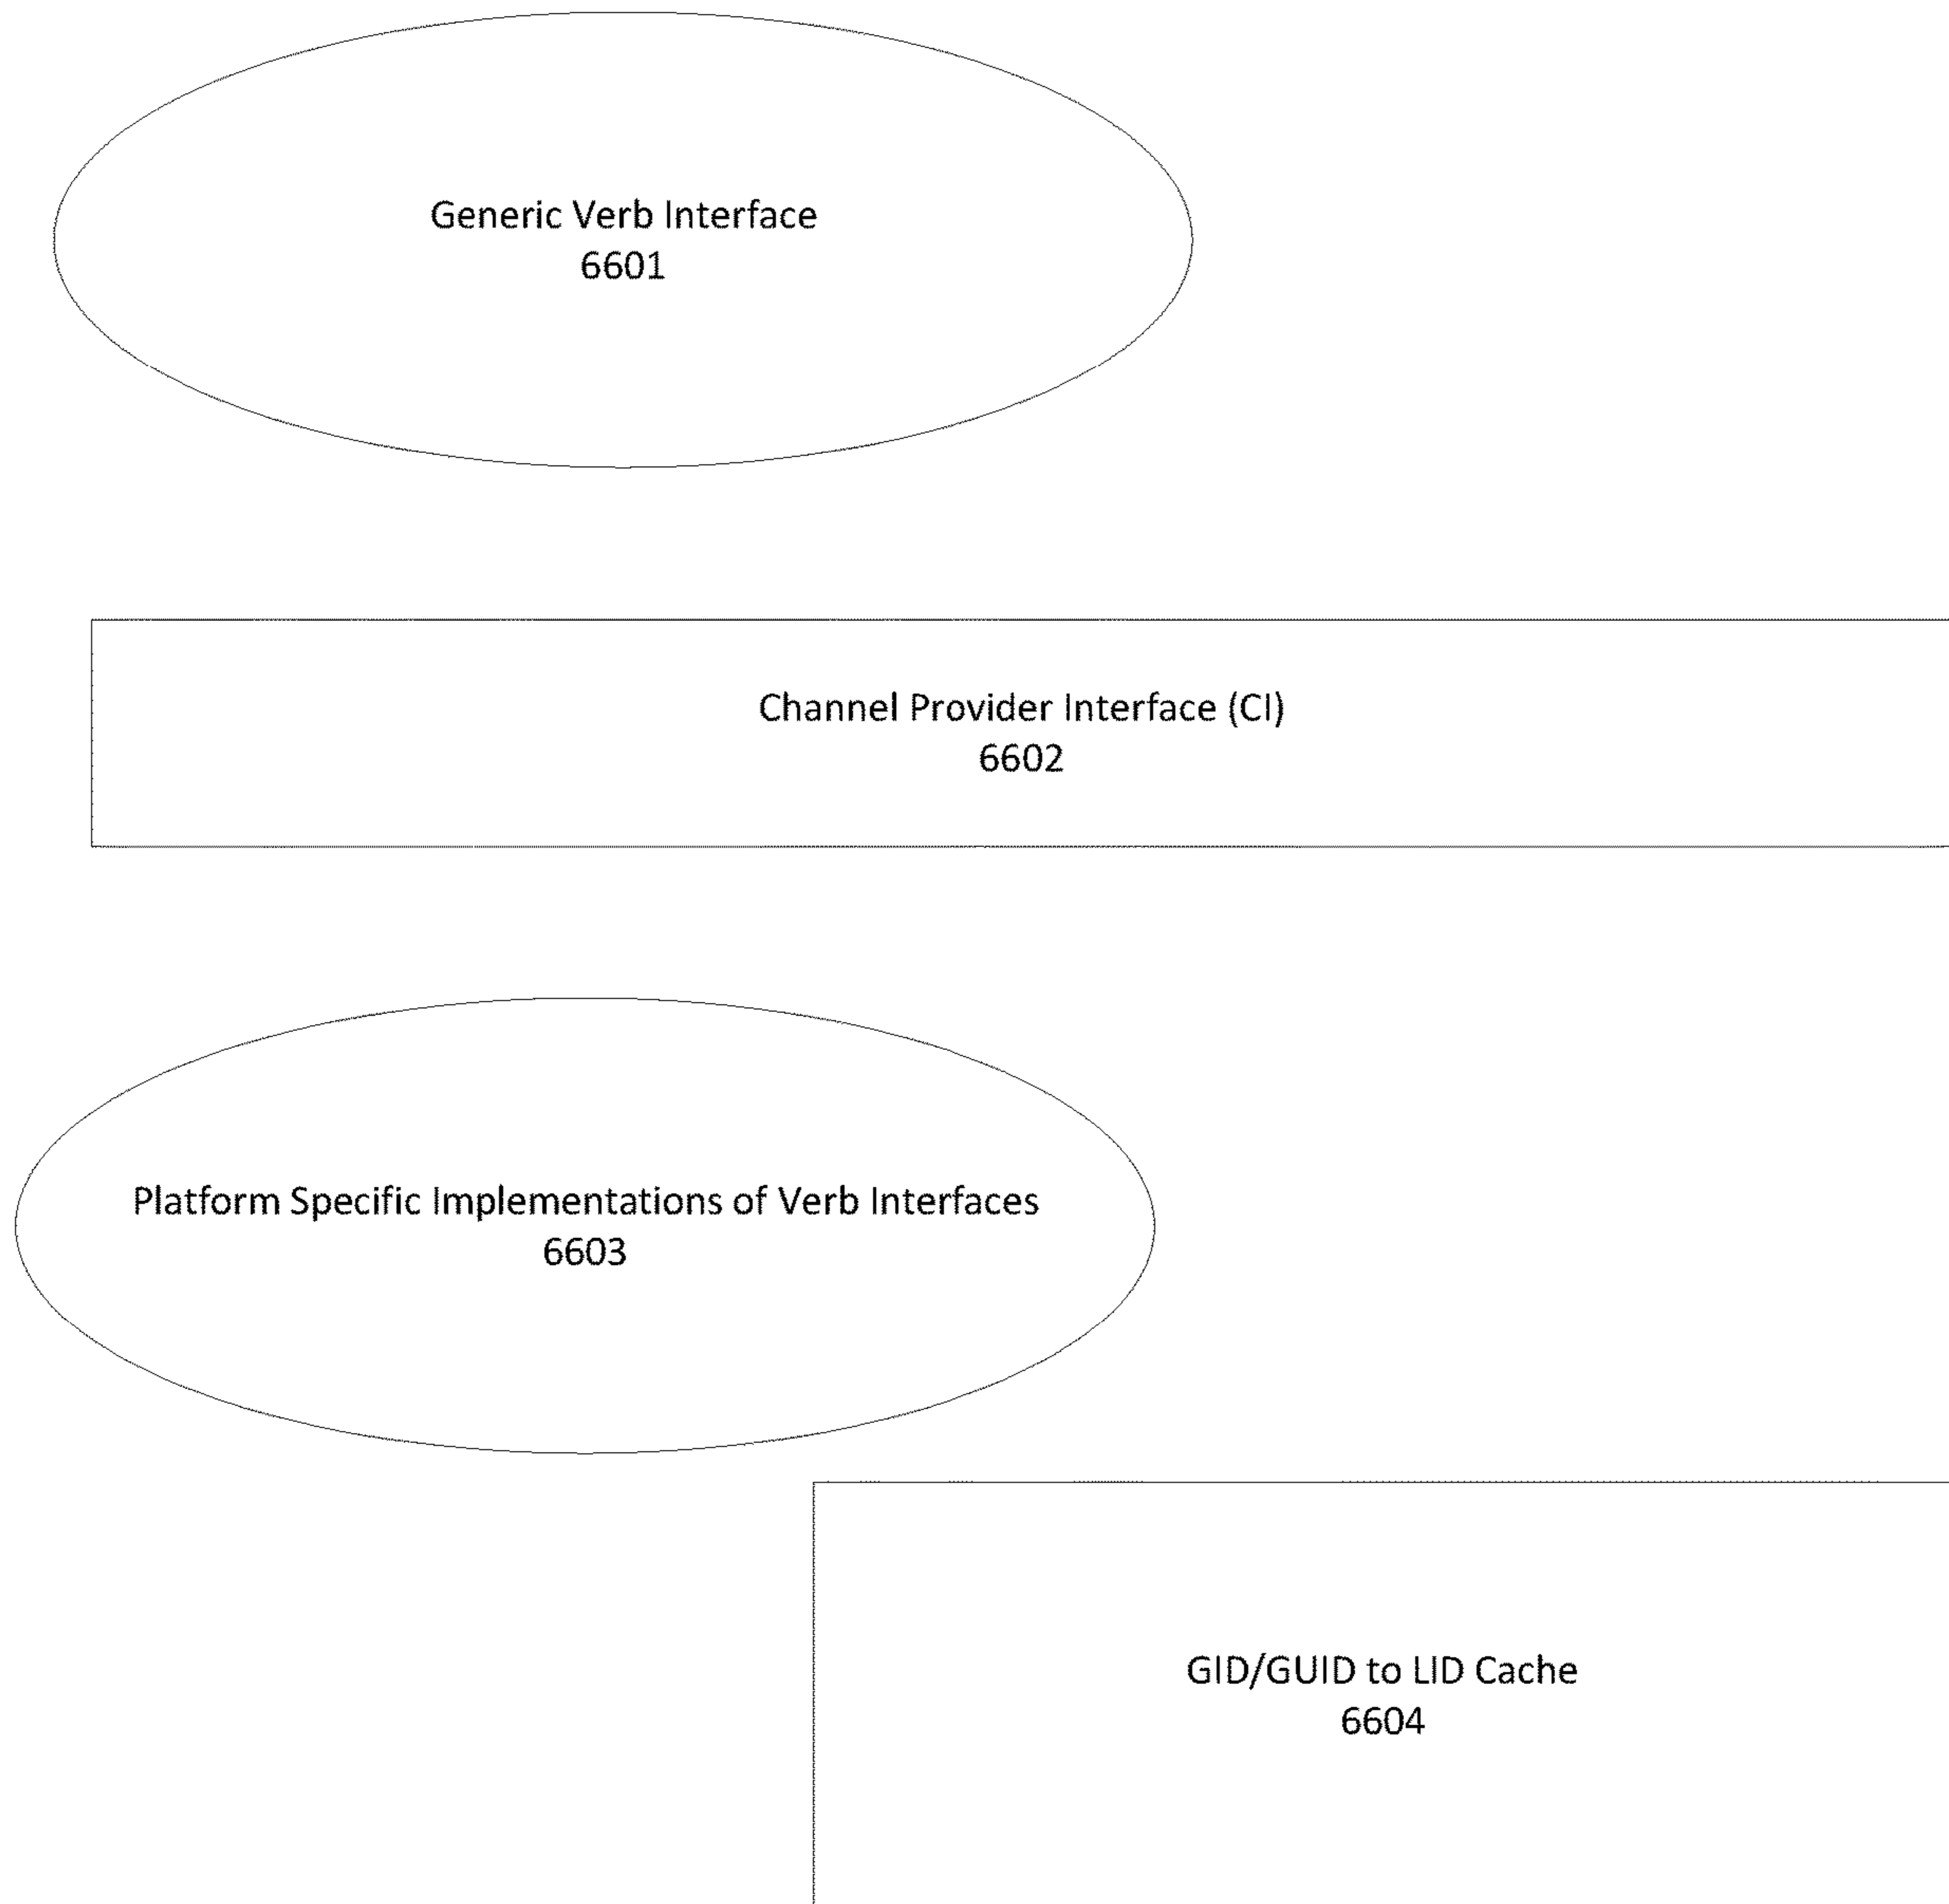 Generic Verb Interface
6601
Channel Provider Interface (CI)
6602
Platform Specific Implementations of Verb Interfaces
6603
GID/GUID to LID Cache
6604